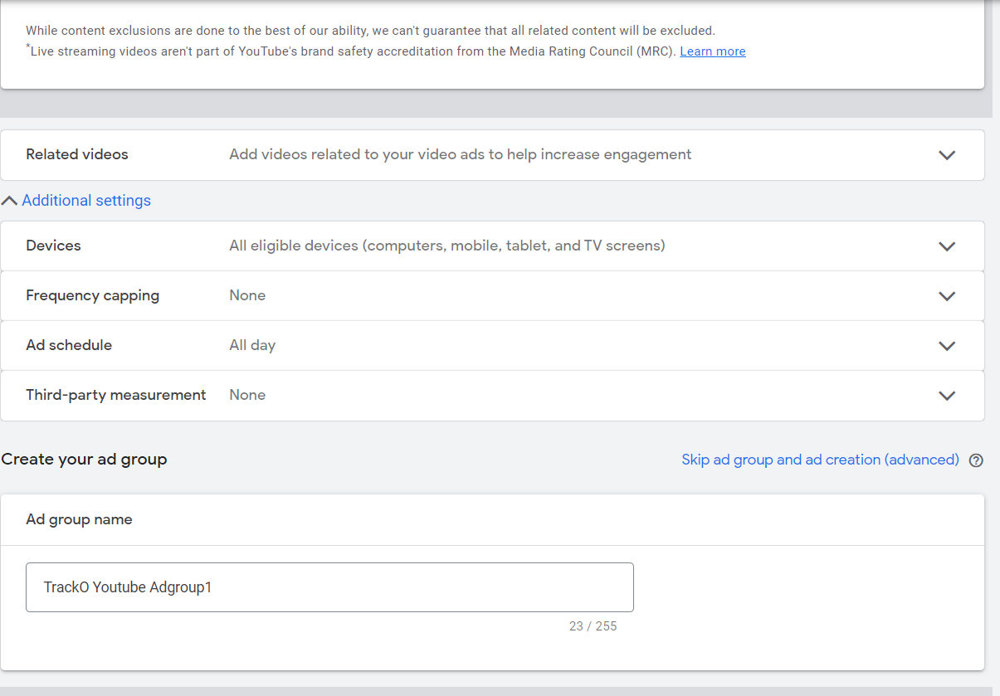 While content exclusions are done to the best of our ability, we can't guarantee that all related content will be excluded.
*Live streaming videos aren't part of YouTube's brand safety accreditation from the Media Rating Council (MRC). Learn more
Related videos Add videos related to your video ads to help increase engagement
Additional settings
Devices All eligible devices (computers, mobile, tablet, and TV screens)
Frequency capping None
Ad schedule All day
Third-party measurement None
Create your ad group Skip ad group and ad creation (advanced) ?
Ad group name
TrackO Youtube Adgroup1
23 / 255